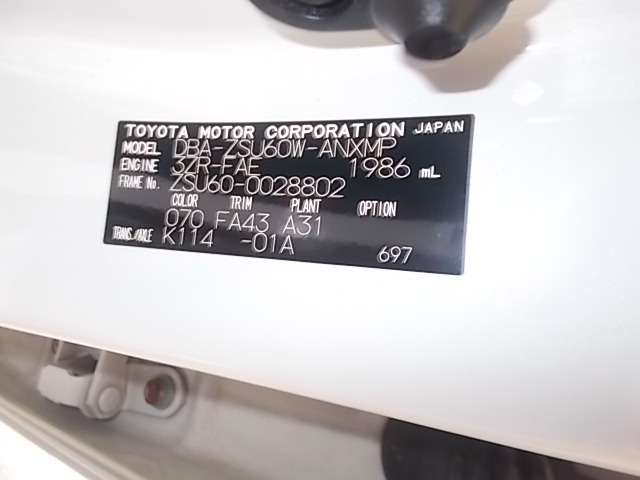 TOYOTA MOTOR CORPORATION JAPAN
MODEL DBA-ZSU60W-ANXMP
ENGINE 3ZR-FAE 1986 mL
FRAME No. ZSU60-0028802
COLOR TRIM PLANT OPTION
070 FA43 A31
TRANS./AXLE K114 -01A
697